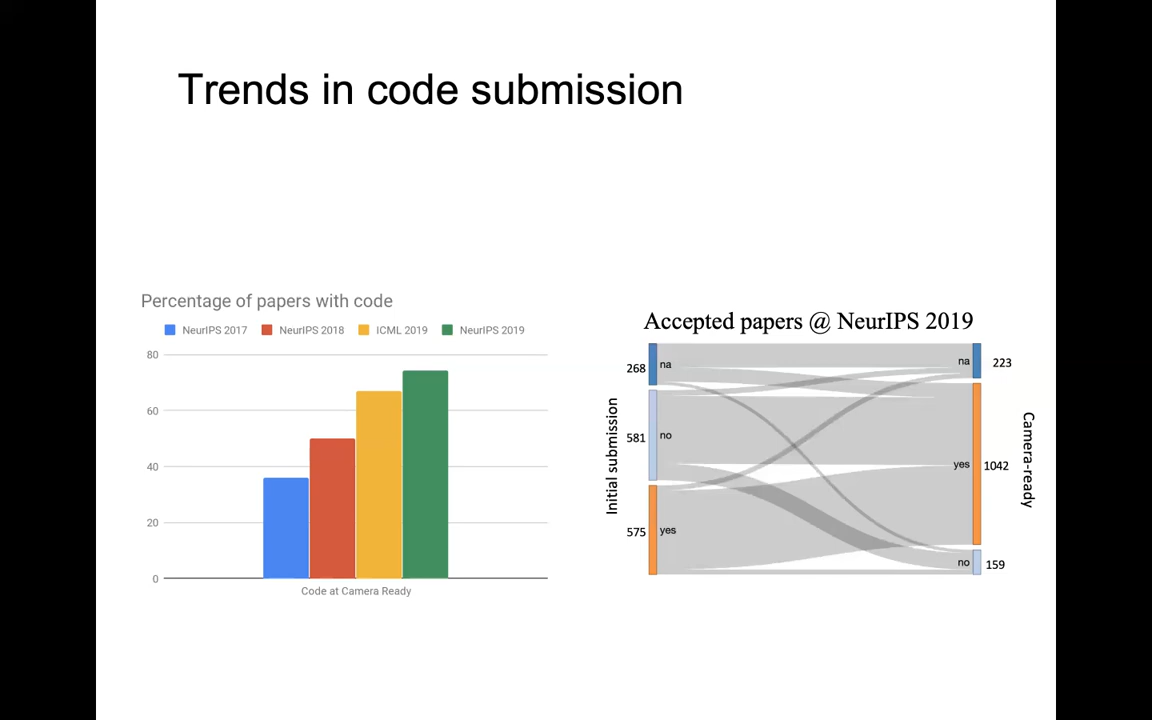 Trends in code submission
Percentage of papers with code
NeurIPS 2017 NeurIPS 2018 ICML 2019 NeurIPS 2019
80
60
40
20
0
Code at Camera Ready
Accepted papers @ NeurIPS 2019
Initial submission
268 na
581 no
575 yes
na 223
yes 1042
no 159
Camera-ready